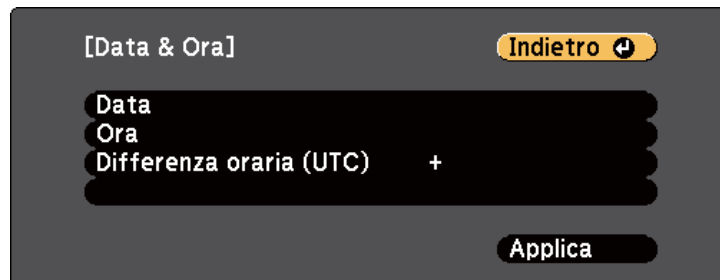 [Data & Ora]
Indietro
Data
Ora
Differenza oraria (UTC) +
Applica